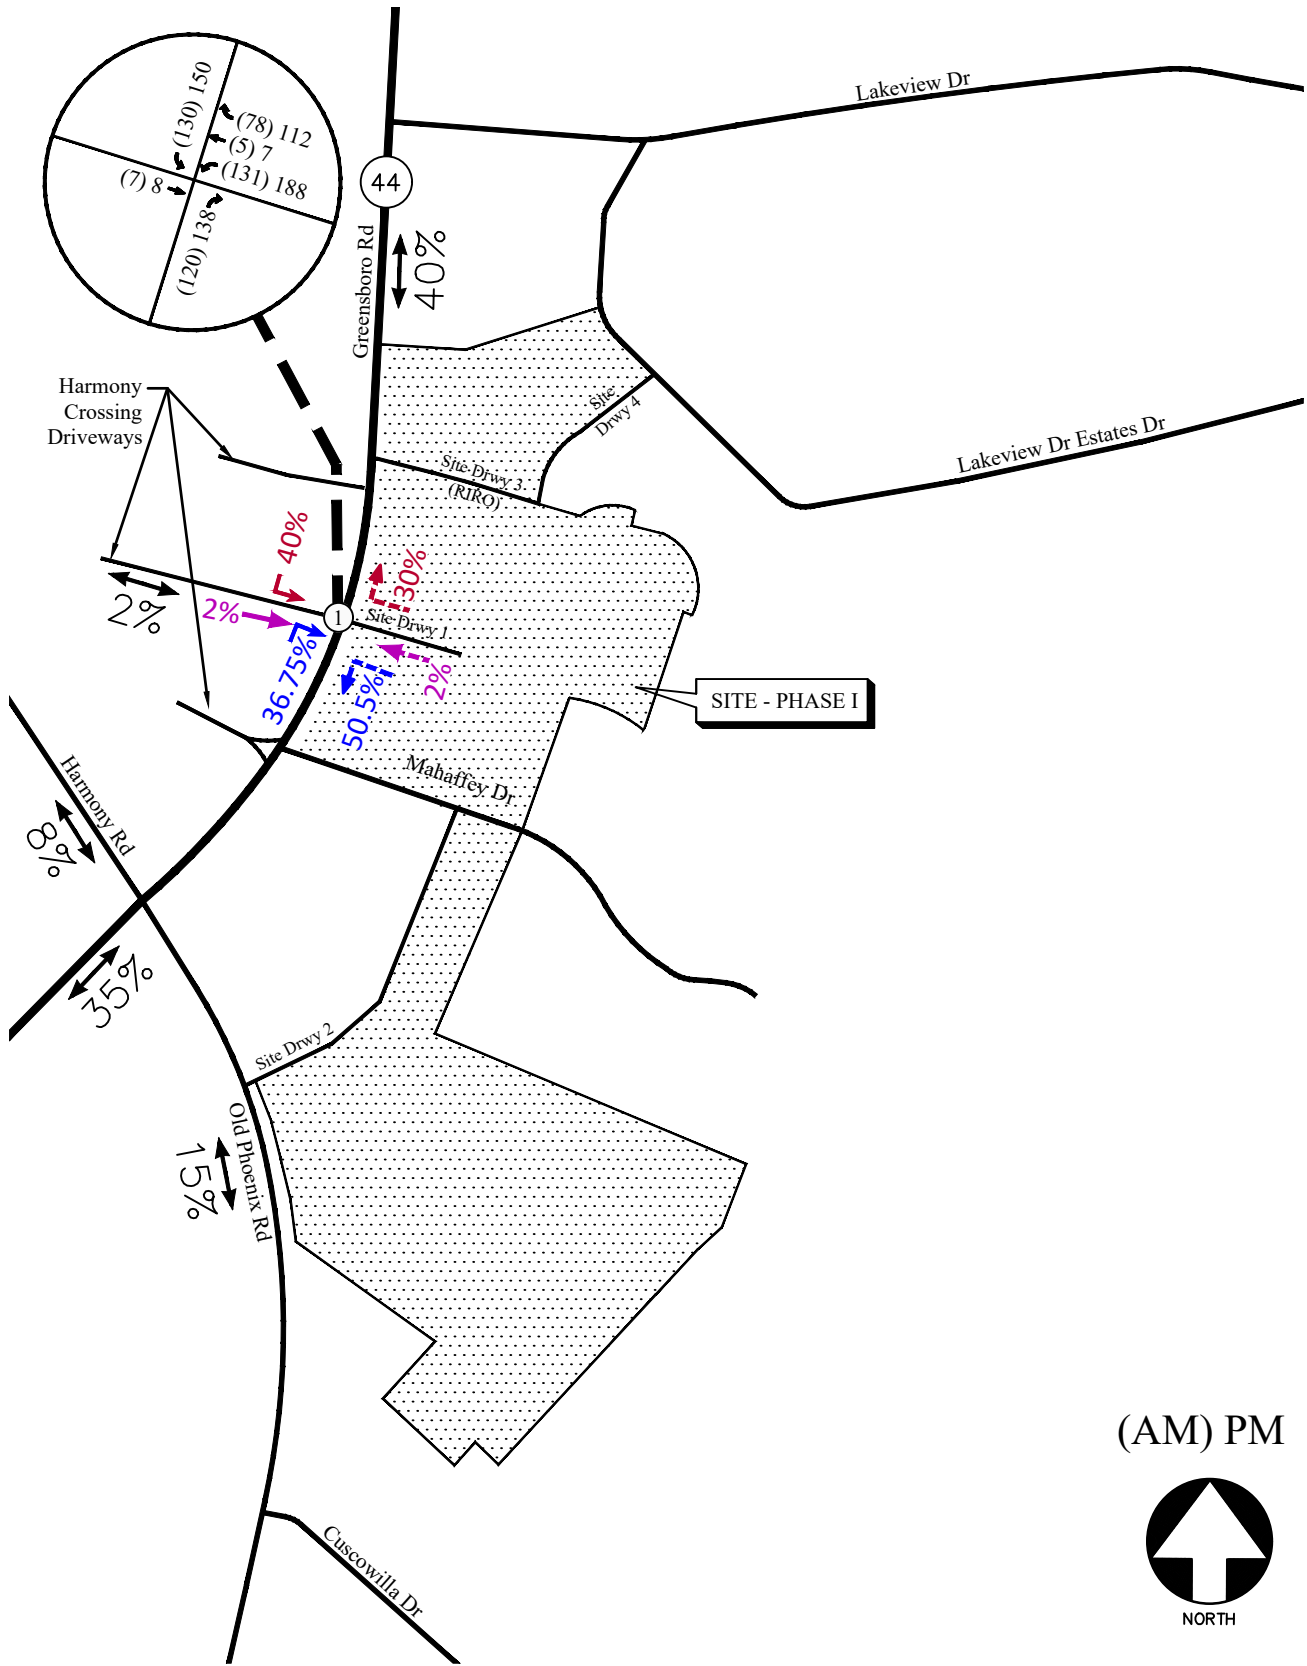 Lakeview Dr
(130) 150
(78) 112
(5) 7
(131) 188
(7) 8
(120) 138
44
Greensboro Rd
40%
Harmony
Crossing
Driveways
Site
Drwy 4
Lakeview Dr Estates Dr
Site Drwy 3
(RIRO)
40%
30%
2%
2%
1
Site Drwy 1
36.75%
50.5%
2%
SITE - PHASE I
Mahaffey Dr
Harmony Rd
8%
35%
Site Drwy 2
Old Phoenix Rd
15%
Cuscowilla Dr
(AM) PM
NORTH